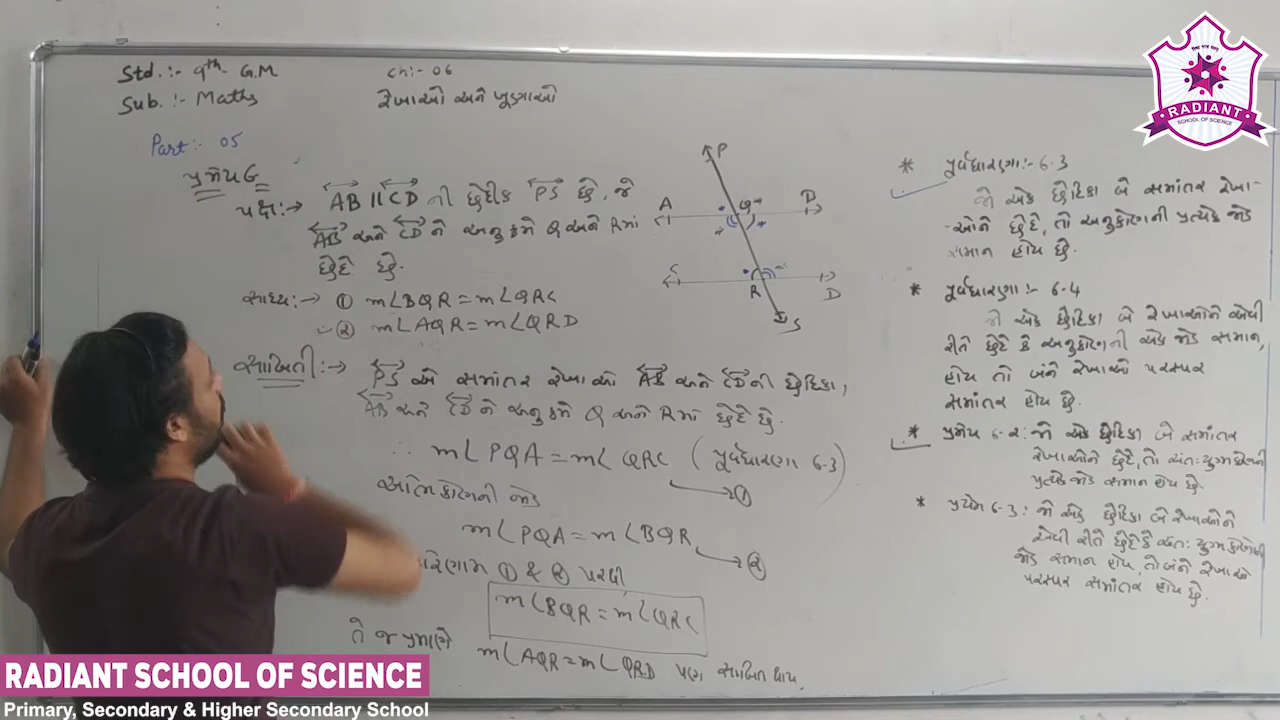 Std. :- 9th - G.M
Ch :- 06
Sub. :- Maths
રેખાઓ અને ખૂણાઓ
Part :- 05
પક્ષ :→ AB || CD ની છેદિકા PS છે, જે
AB અને CD ને અનુક્રમે Q અને R માં
છેદે છે.
સાધ્ય :→ ① m∠BQR = m∠QRC
② m∠AQR = m∠QRD
સાબિતી :→ PS એ સમાંતર રેખાઓ AB અને CD ની છેદિકા,
AB અને CD ને અનુક્રમે Q અને R માં છેદે છે.
∴ m∠PQA = m∠QRC ( પૂર્વધારણા 6.3 )
→ ①
m∠PQA = m∠BQR
→ ②
① & ② પરથી
m∠BQR = m∠QRC
તે જ પ્રમાણે m∠AQR = m∠QRD પણ સાબિત થાય.
P
A
Q
B
C
R
D
S
* પૂર્વધારણા :- 6.3
જો એક છેદિકા બે સમાંતર રેખા-
-ઓને છેદે, તો અનુકોણની પ્રત્યેક જોડ
સમાન હોય છે.
* પૂર્વધારણા :- 6.4
જો એક છેદિકા બે રેખાઓને એવી
રીતે છેદે કે અનુકોણની એક જોડ સમાન,
હોય તો બંને રેખાઓ પરસ્પર
સમાંતર હોય છે.
* પ્રમેય 6.2 : જો એક છેદિકા બે સમાંતર
રેખાઓને છેદે, તો અંતઃયુગ્મકોણની
પ્રત્યેક જોડ સમાન હોય છે.
* પ્રમેય 6.3 : જો એક છેદિકા બે રેખાઓને
એવી રીતે છેદે કે અંતઃયુગ્મકોણની
જોડ સમાન હોય, તો બંને રેખાઓ
પરસ્પર સમાંતર હોય છે.
RADIANT
SCHOOL OF SCIENCE
RADIANT SCHOOL OF SCIENCE
Primary, Secondary & Higher Secondary School